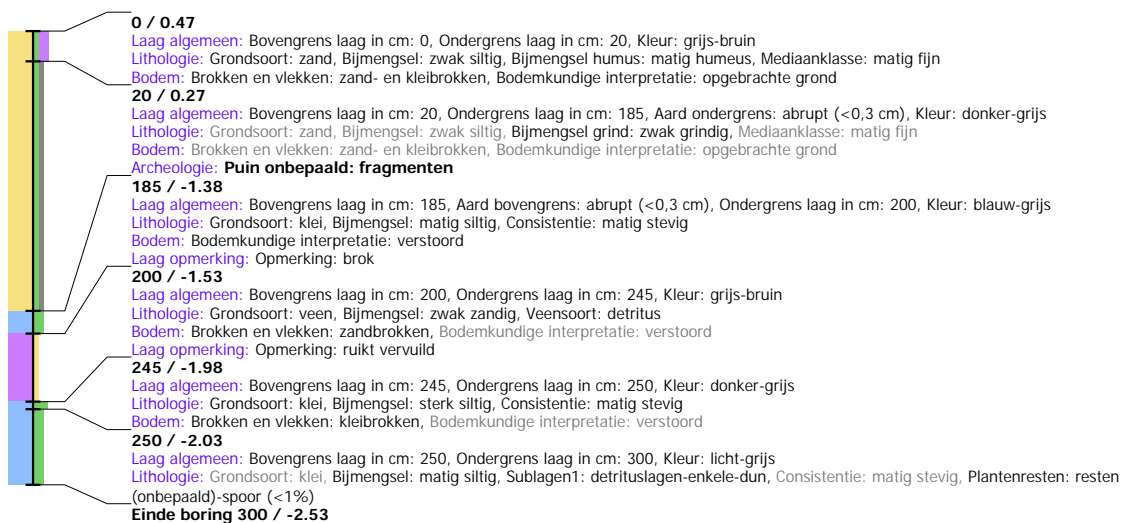 0 / 0.47
Laag algemeen: Bovengrens laag in cm: 0, Ondergrens laag in cm: 20, Kleur: grijs-bruin
Lithologie: Grondsoort: zand, Bijmengsel: zwak siltig, Bijmengsel humus: matig humeus, Mediaanklasse: matig fijn
Bodem: Brokken en vlekken: zand- en kleibrokken, Bodemkundige interpretatie: opgebrachte grond
20 / 0.27
Laag algemeen: Bovengrens laag in cm: 20, Ondergrens laag in cm: 185, Aard ondergrens: abrupt (<0,3 cm), Kleur: donker-grijs
Lithologie: Grondsoort: zand, Bijmengsel: zwak siltig, Bijmengsel grind: zwak grindig, Mediaanklasse: matig fijn
Bodem: Brokken en vlekken: zand- en kleibrokken, Bodemkundige interpretatie: opgebrachte grond
Archeologie: Puin onbepaald: fragmenten
185 / -1.38
Laag algemeen: Bovengrens laag in cm: 185, Aard bovengrens: abrupt (<0,3 cm), Ondergrens laag in cm: 200, Kleur: blauw-grijs
Lithologie: Grondsoort: klei, Bijmengsel: matig siltig, Consistentie: matig stevig
Bodem: Bodemkundige interpretatie: verstoord
Laag opmerking: Opmerking: brok
200 / -1.53
Laag algemeen: Bovengrens laag in cm: 200, Ondergrens laag in cm: 245, Kleur: grijs-bruin
Lithologie: Grondsoort: veen, Bijmengsel: zwak zandig, Veensoort: detritus
Bodem: Brokken en vlekken: zandbrokken, Bodemkundige interpretatie: verstoord
Laag opmerking: Opmerking: ruikt vervuild
245 / -1.98
Laag algemeen: Bovengrens laag in cm: 245, Ondergrens laag in cm: 250, Kleur: donker-grijs
Lithologie: Grondsoort: klei, Bijmengsel: sterk siltig, Consistentie: matig stevig
Bodem: Brokken en vlekken: kleibrokken, Bodemkundige interpretatie: verstoord
250 / -2.03
Laag algemeen: Bovengrens laag in cm: 250, Ondergrens laag in cm: 300, Kleur: licht-grijs
Lithologie: Grondsoort: klei, Bijmengsel: matig siltig, Sublagen1: detrituslagen-enkele-dun, Consistentie: matig stevig, Plantenresten: resten
(onbepaald)-spoor (<1%)
Einde boring 300 / -2.53